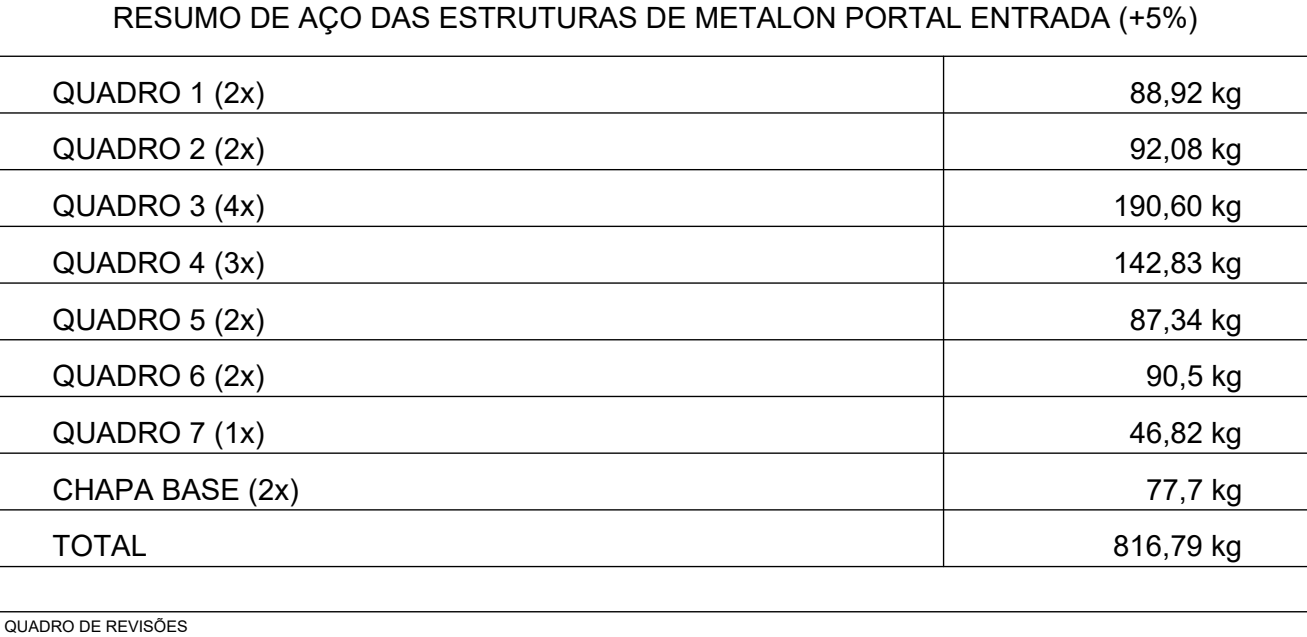 RESUMO DE AÇO DAS ESTRUTURAS DE METALON PORTAL ENTRADA (+5%)
QUADRO 1 (2x) 88,92 kg
QUADRO 2 (2x) 92,08 kg
QUADRO 3 (4x) 190,60 kg
QUADRO 4 (3x) 142,83 kg
QUADRO 5 (2x) 87,34 kg
QUADRO 6 (2x) 90,5 kg
QUADRO 7 (1x) 46,82 kg
CHAPA BASE (2x) 77,7 kg
TOTAL 816,79 kg
QUADRO DE REVISÕES